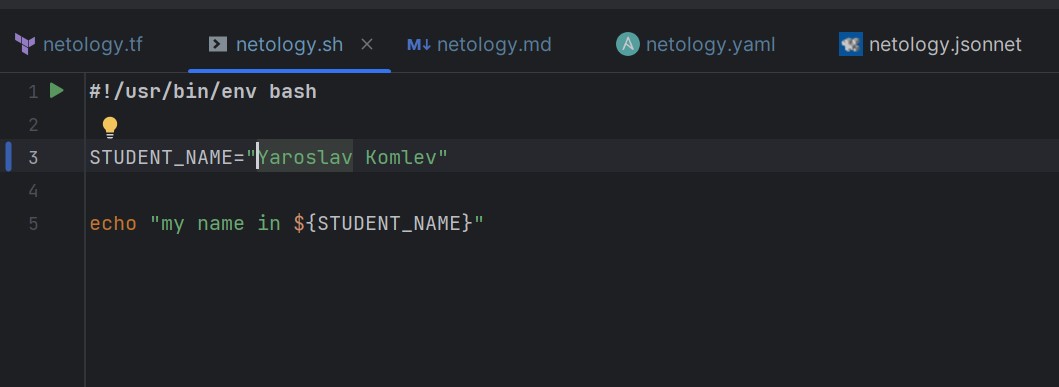 netology.tf netology.sh M↓ netology.md A netology.yaml netology.jsonnet
1 #!/usr/bin/env bash
2
3 STUDENT_NAME="Yaroslav Komlev"
4
5 echo "my name in ${STUDENT_NAME}"